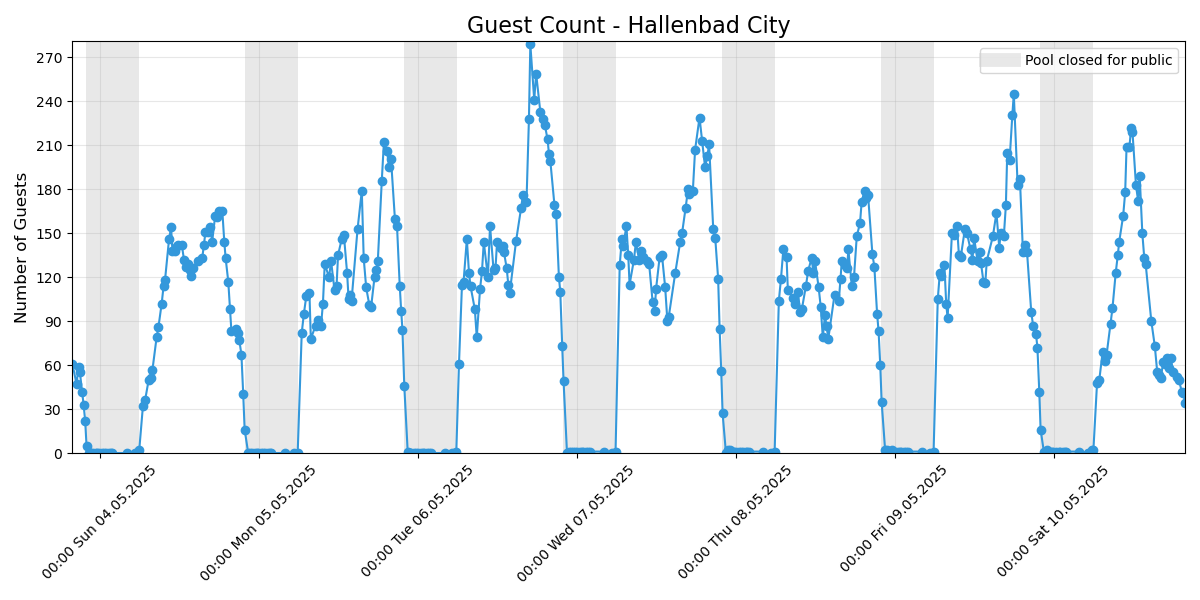 Guest Count - Hallenbad City
Pool closed for public
Number of Guests
270
240
210
180
150
120
90
60
30
0
00:00 Sun 04.05.2025
00:00 Mon 05.05.2025
00:00 Tue 06.05.2025
00:00 Wed 07.05.2025
00:00 Thu 08.05.2025
00:00 Fri 09.05.2025
00:00 Sat 10.05.2025